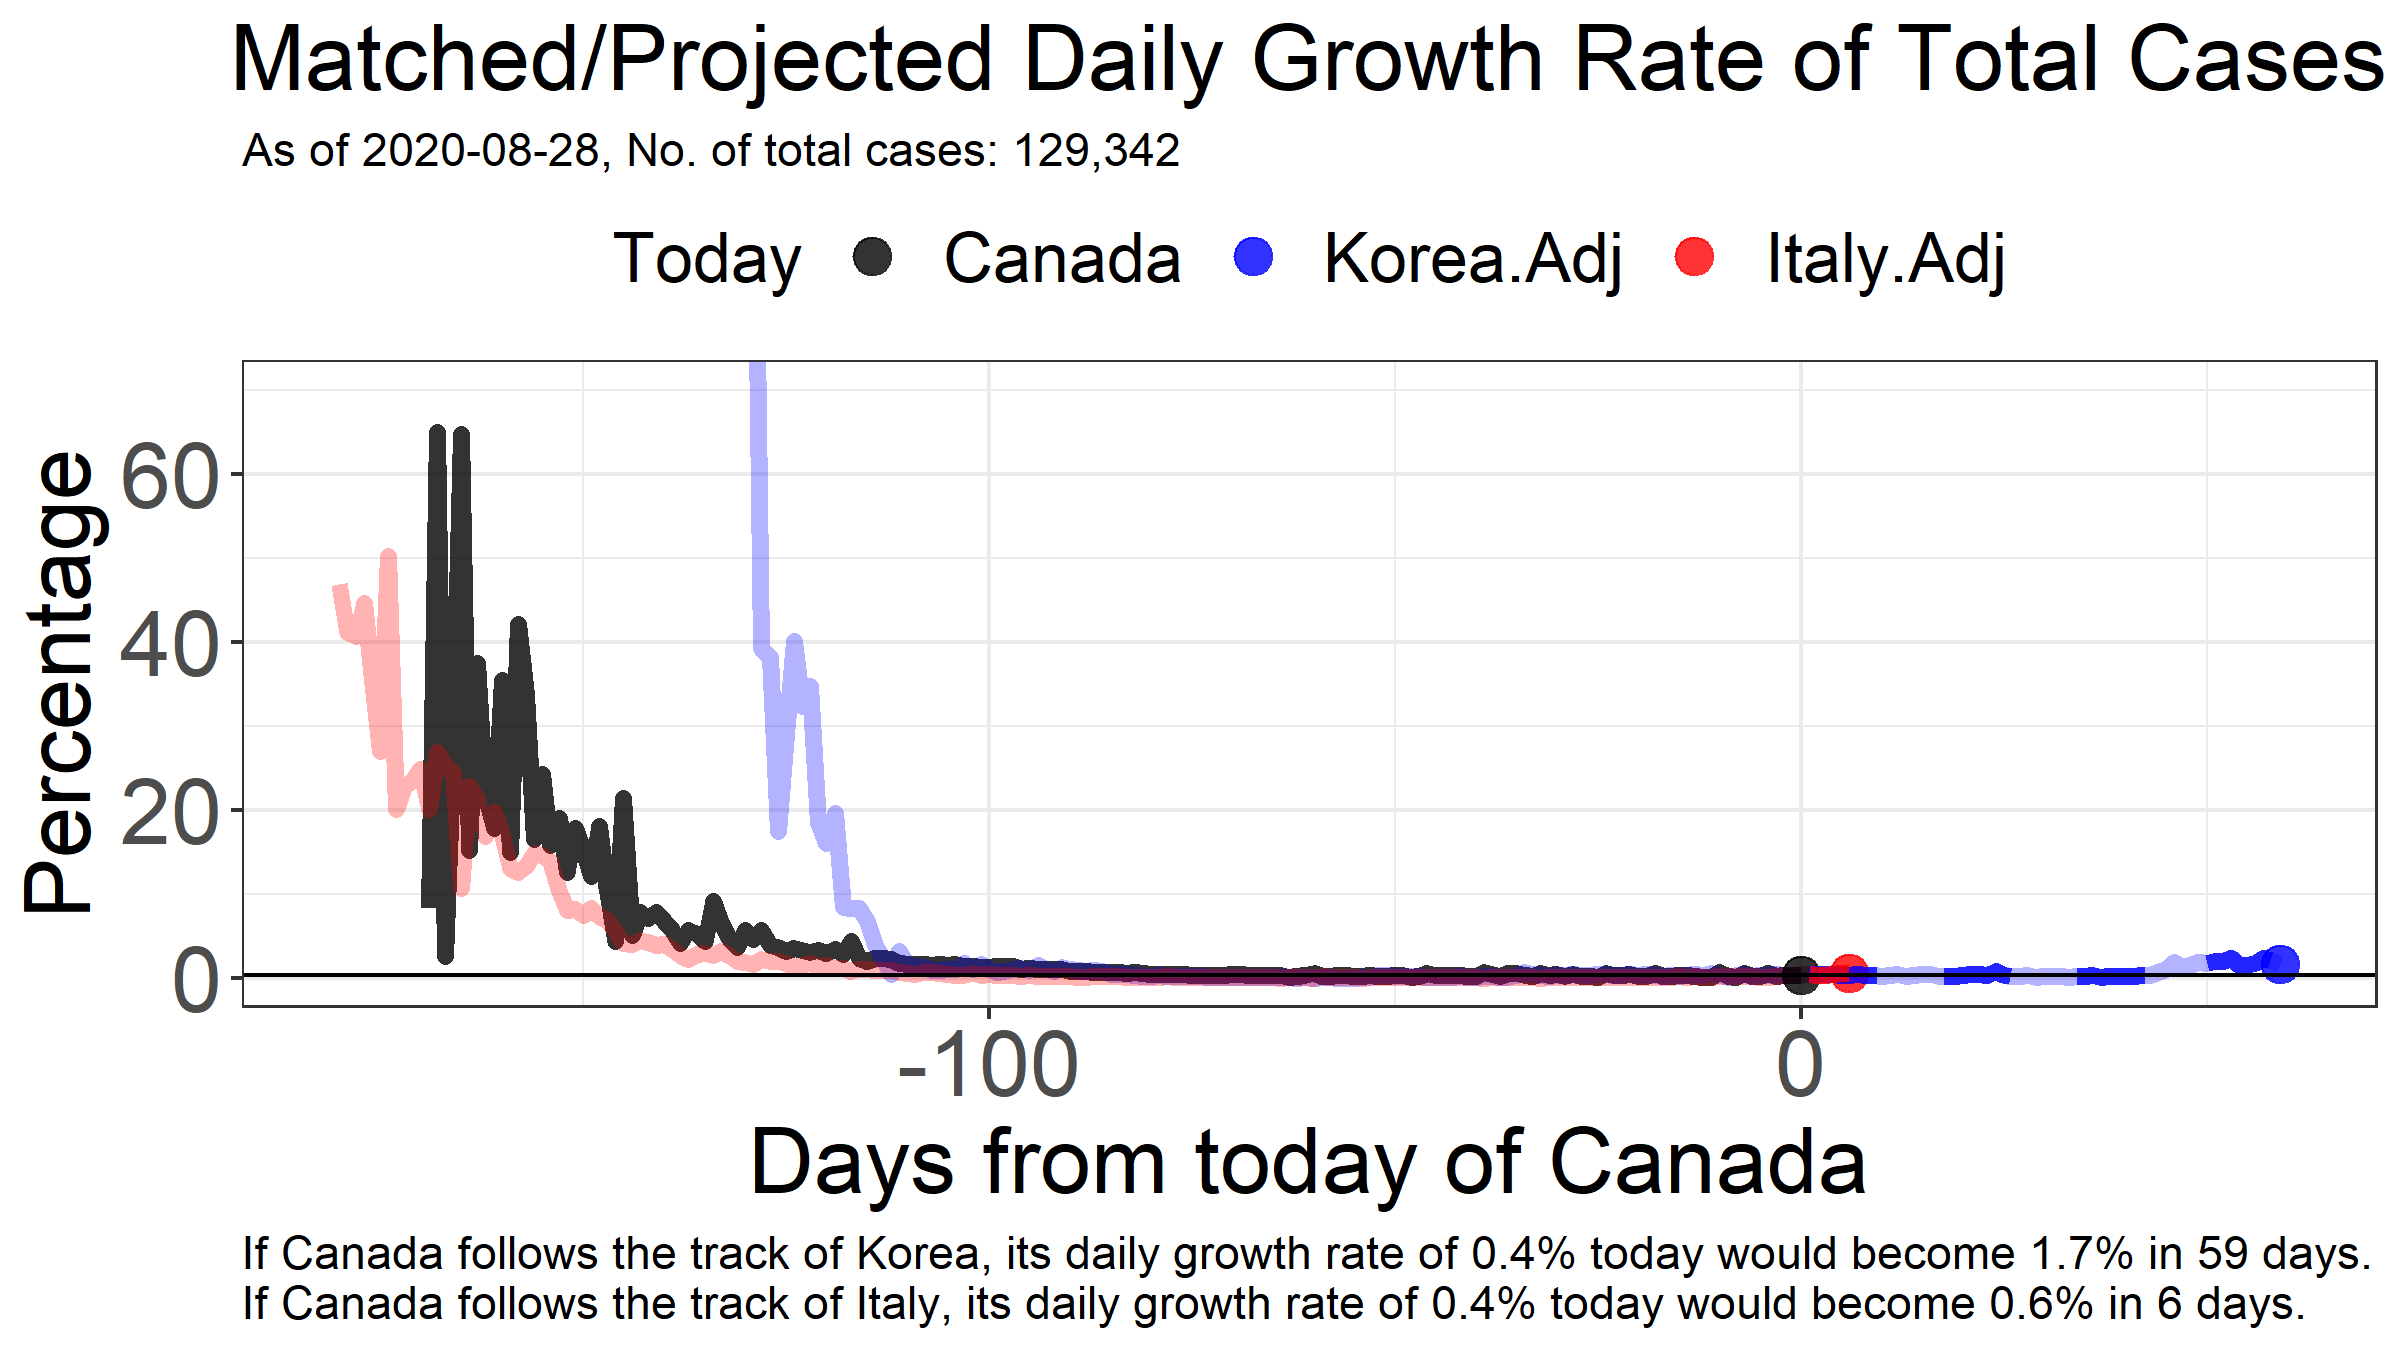 Matched/Projected Daily Growth Rate of Total Cases
As of 2020-08-28, No. of total cases: 129,342
Today Canada Korea.Adj Italy.Adj
Percentage
60
40
20
0
-100 0
Days from today of Canada
If Canada follows the track of Korea, its daily growth rate of 0.4% today would become 1.7% in 59 days.
If Canada follows the track of Italy, its daily growth rate of 0.4% today would become 0.6% in 6 days.